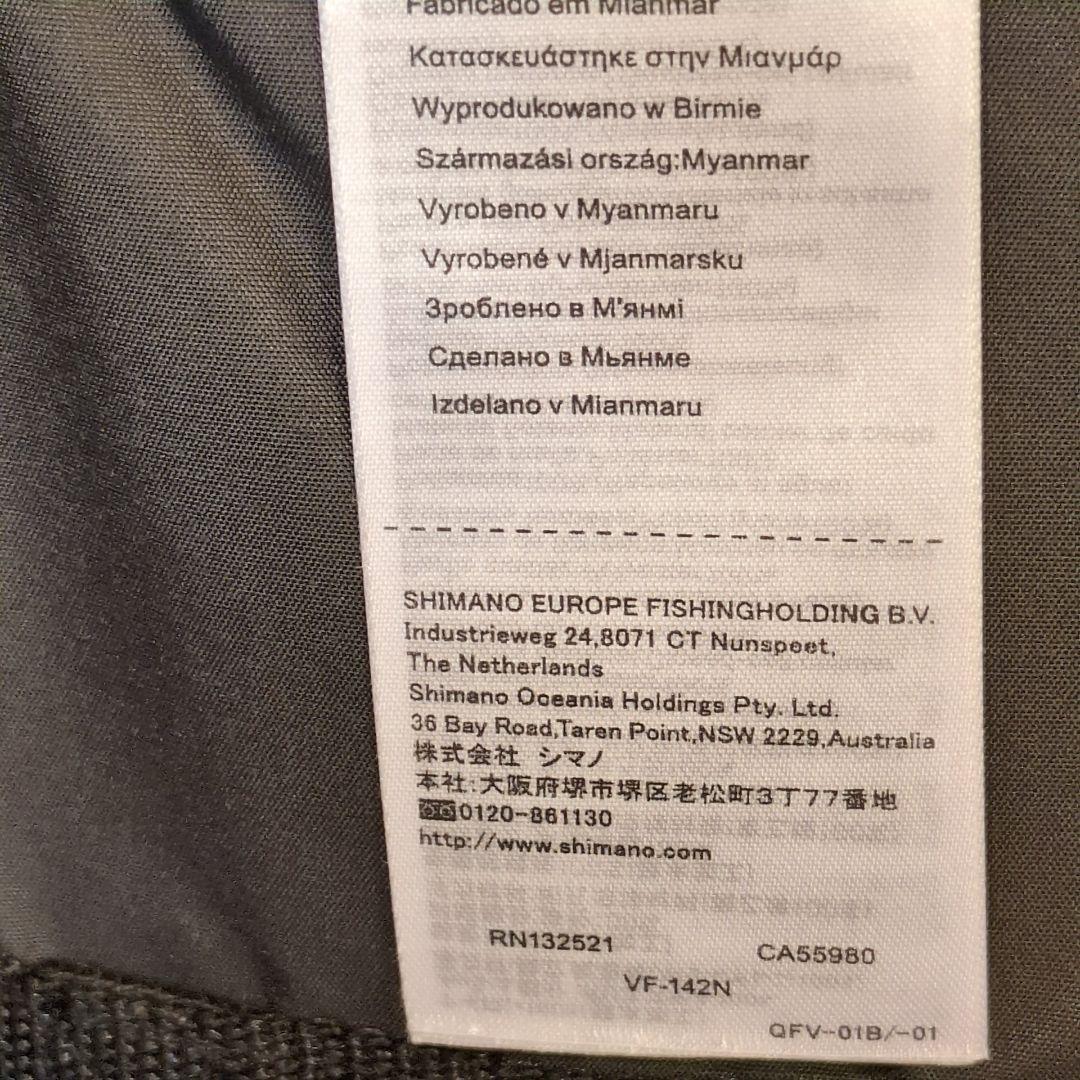 Fabricado em Mianmar
Κατασκευάστηκε στην Μιανμάρ
Wyprodukowano w Birmie
Származási ország:Myanmar
Vyrobeno v Myanmaru
Vyrobené v Mjanmarsku
Зроблено в М'янмі
Сделано в Мьянме
Izdelano v Mianmaru
SHIMANO EUROPE FISHINGHOLDING B.V.
Industrieweg 24,8071 CT Nunspeet,
The Netherlands
Shimano Oceania Holdings Pty. Ltd.
36 Bay Road,Taren Point,NSW 2229,Australia
株式会社 シマノ
本社:大阪府堺市堺区老松町3丁77番地
0120-861130
http://www.shimano.com
RN132521 CA55980
VF-142N
QFV-01B/-01